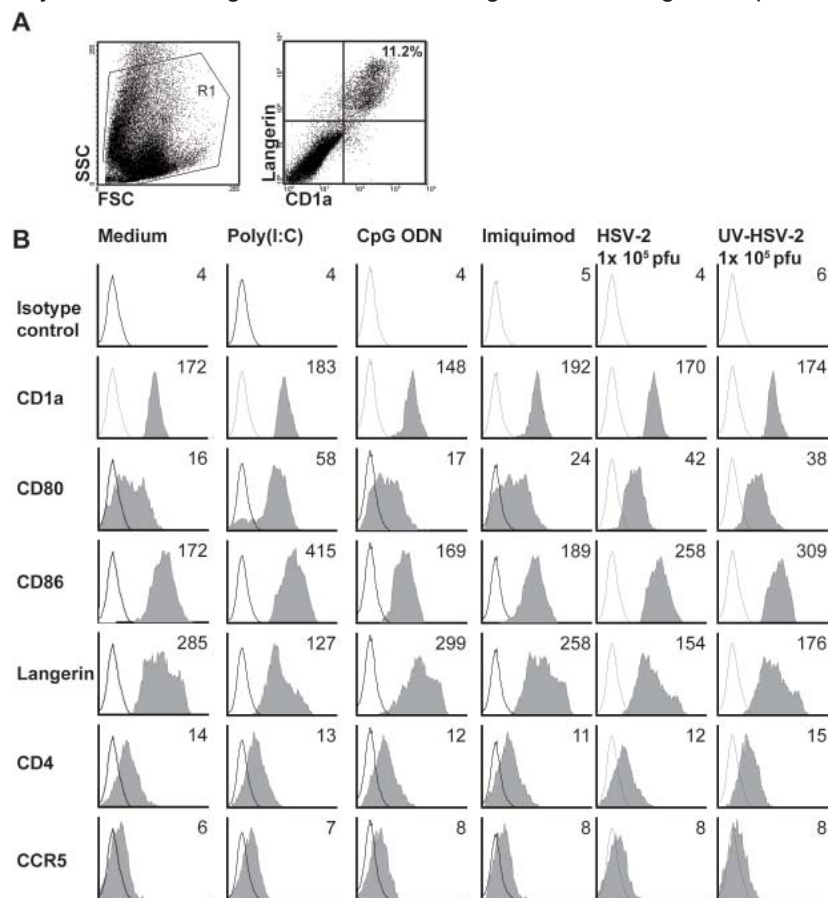 A
255
SSC
R1
FSC
255
Langerin
11.2%
CD1a
B
Medium Poly(I:C) CpG ODN Imiquimod HSV-2 1x 10⁵ pfu UV-HSV-2 1x 10⁵ pfu
Isotype control 4 4 4 5 4 6
CD1a 172 183 148 192 170 174
CD80 16 58 17 24 42 38
CD86 172 415 169 189 258 309
Langerin 285 127 299 258 154 176
CD4 14 13 12 11 12 15
CCR5 6 7 8 8 8 8